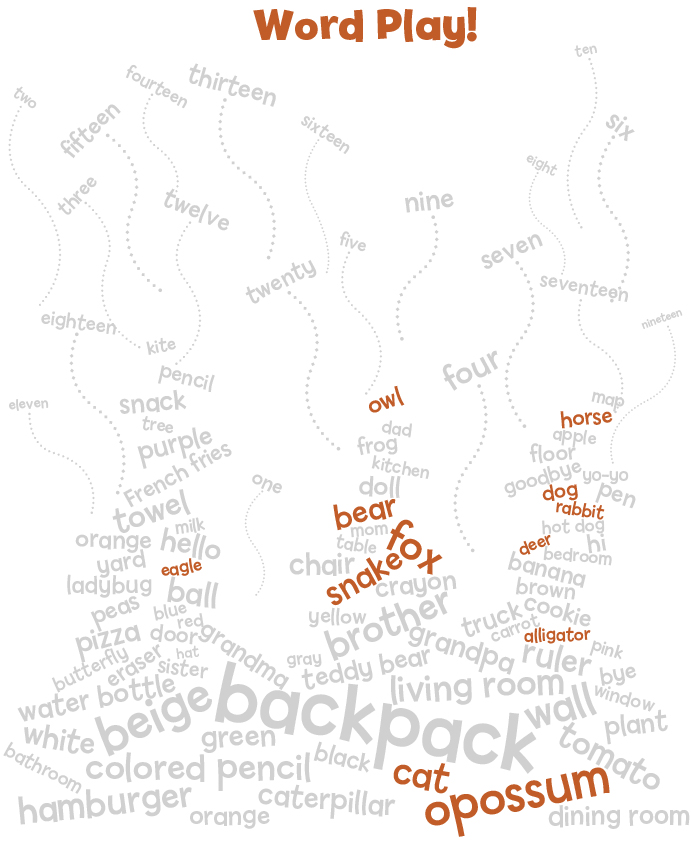 Word Play!
ten
two
fourteen
thirteen
fifteen
sixteen
six
eight
three
twelve
nine
five
seven
twenty
seventeen
eighteen
nineteen
kite
four
pencil
eleven
snack
owl
map
horse
tree
dad
apple
purple
frog
floor
French fries
kitchen
goodbye
yo-yo
one
doll
dog
pen
towel
bear
rabbit
milk
mom
hot dog
orange
hello
table
fox
deer
hi
yard
eagle
chair
snake
bedroom
banana
ladybug
ball
crayon
brown
peas
blue
yellow
brother
truck
cookie
red
carrot
pizza
door
grandma
grandpa
alligator
butterfly
eraser
hat
sister
gray
teddy bear
ruler
pink
bye
water bottle
backpack
living room
wall
window
white
beige
green
plant
bathroom
colored pencil
black
cat
tomato
hamburger
orange
caterpillar
opossum
dining room